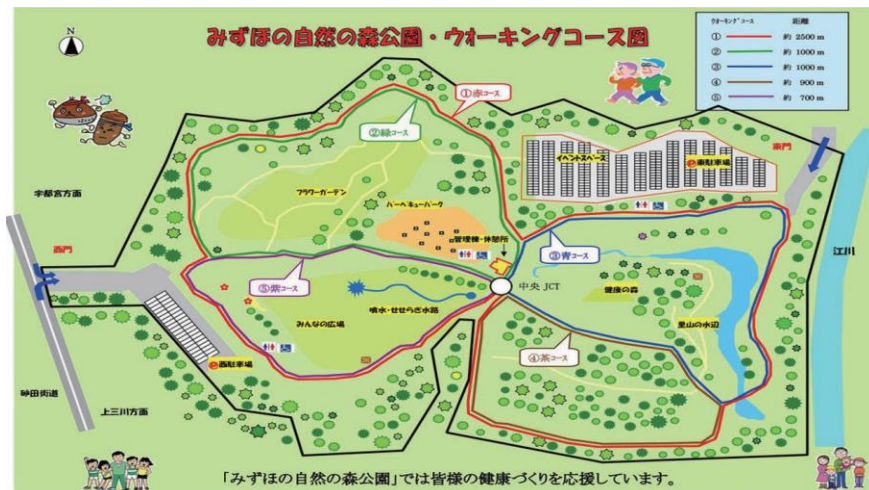 みずほの自然の森公園・ウォーキングコース図
N
ウォーキングコース 距離
① 約 2500 m
② 約 1000 m
③ 約 1000 m
④ 約 900 m
⑤ 約 700 m
①赤コース
②緑コース
東門
イベントスペース
東駐車場
フラワーガーデン
宇都宮方面
バーベキューパーク
管理棟・休憩所
西門
③青コース
江川
⑤紫コース
中央 JCT
健康の森
噴水・せせらぎ水路
みんなの広場
里山の水辺
④茶コース
西駐車場
砂田街道
上三川方面
「みずほの自然の森公園」では皆様の健康づくりを応援しています。